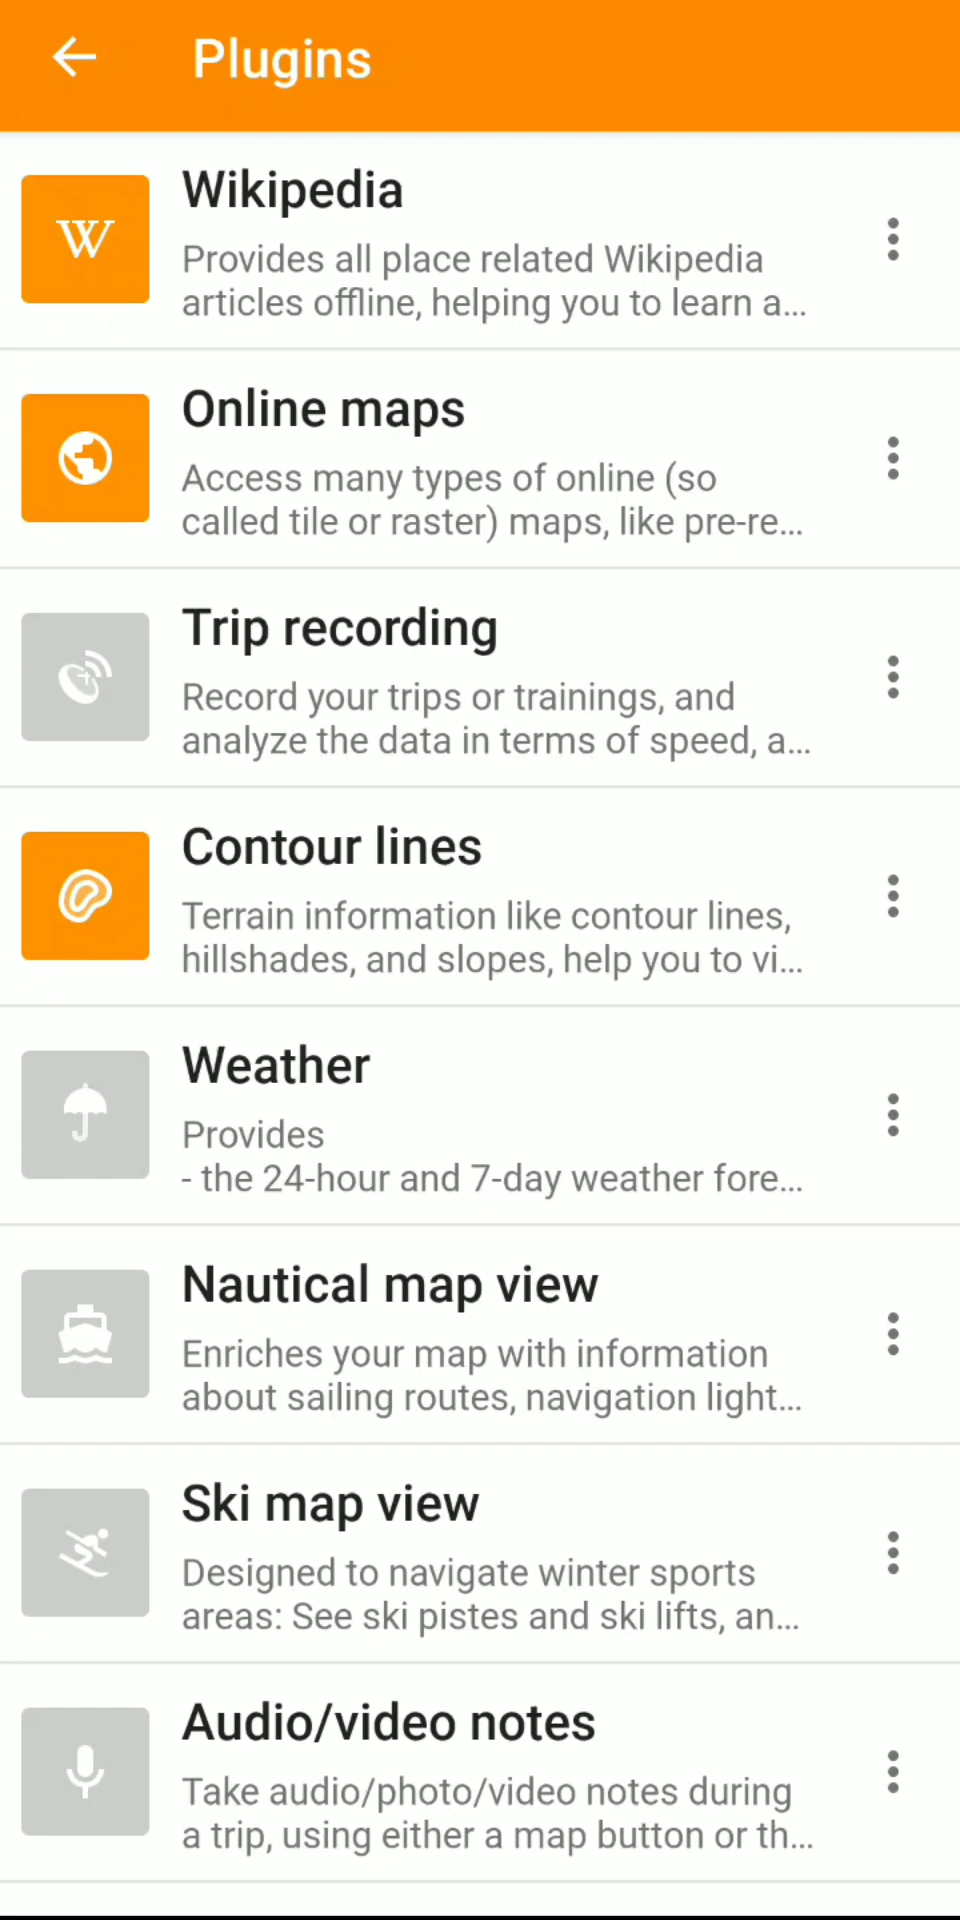 Plugins
Wikipedia
Provides all place related Wikipedia
articles offline, helping you to learn a...
Online maps
Access many types of online (so
called tile or raster) maps, like pre-re...
Trip recording
Record your trips or trainings, and
analyze the data in terms of speed, a...
Contour lines
Terrain information like contour lines,
hillshades, and slopes, help you to vi...
Weather
Provides
- the 24-hour and 7-day weather fore...
Nautical map view
Enriches your map with information
about sailing routes, navigation light...
Ski map view
Designed to navigate winter sports
areas: See ski pistes and ski lifts, an...
Audio/video notes
Take audio/photo/video notes during
a trip, using either a map button or th...